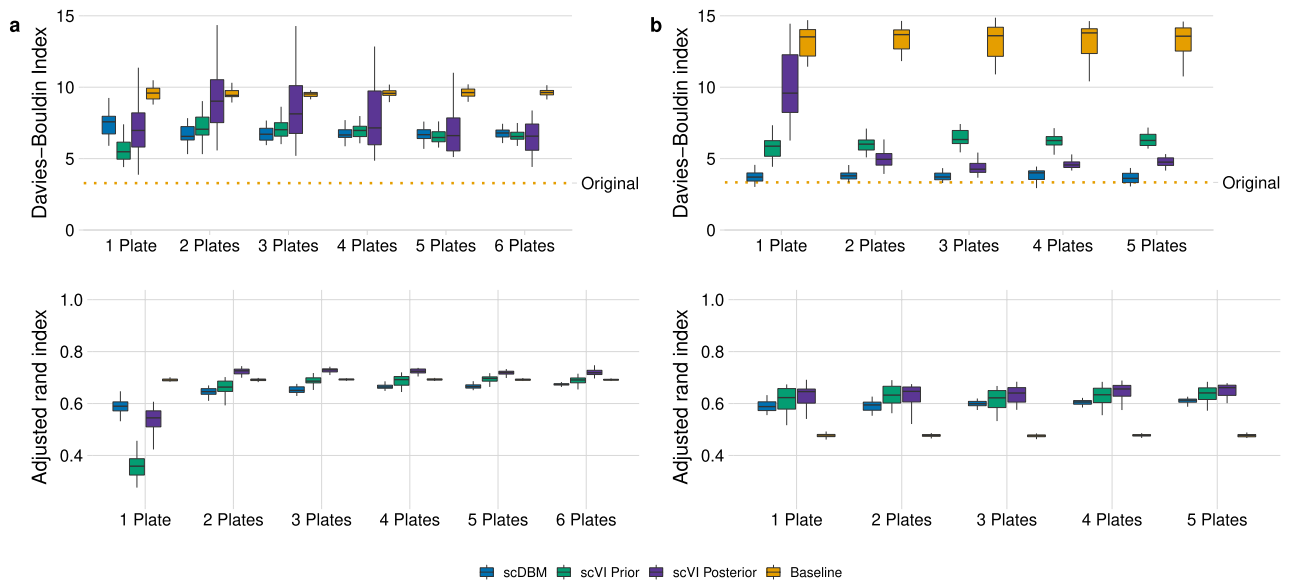 a
Davies−Bouldin Index
15
10
5
0
Original
1 Plate 2 Plates 3 Plates 4 Plates 5 Plates 6 Plates
b
Davies−Bouldin index
15
10
5
0
Original
1 Plate 2 Plates 3 Plates 4 Plates 5 Plates
Adjusted rand index
1.0
0.8
0.6
0.4
1 Plate 2 Plates 3 Plates 4 Plates 5 Plates 6 Plates
Adjusted rand index
1.0
0.8
0.6
0.4
1 Plate 2 Plates 3 Plates 4 Plates 5 Plates
scDBM scVI Prior scVI Posterior Baseline